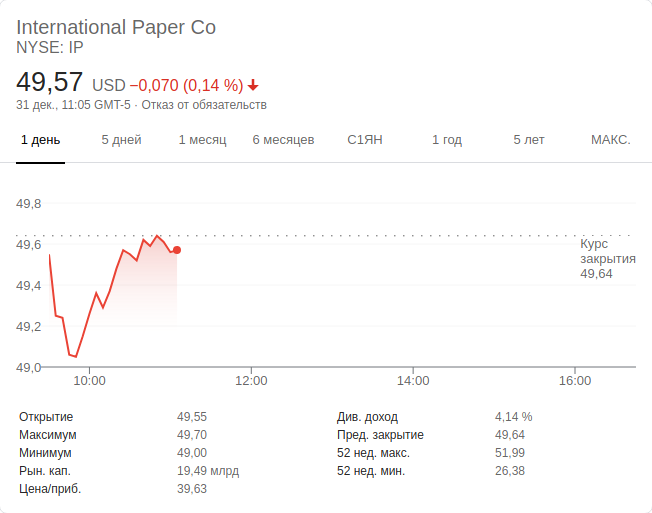 International Paper Co
NYSE: IP
49,57 USD −0,070 (0,14 %)
31 дек., 11:05 GMT-5 · Отказ от обязательств
1 день 5 дней 1 месяц 6 месяцев С1ЯН 1 год 5 лет МАКС.
49,8
49,6
49,4
49,2
49,0
Курс
закрытия
49,64
10:00 12:00 14:00 16:00
Открытие 49,55 Див. доход 4,14 %
Максимум 49,70 Пред. закрытие 49,64
Минимум 49,00 52 нед. макс. 51,99
Рын. кап. 19,49 млрд 52 нед. мин. 26,38
Цена/приб. 39,63